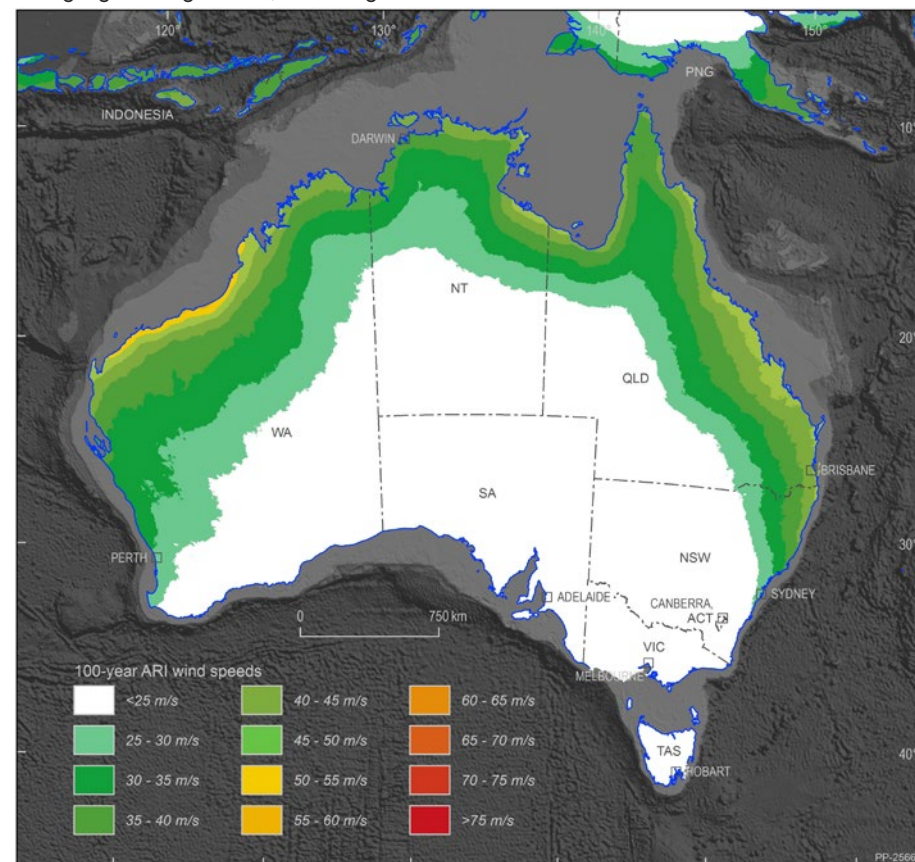 120°
130°
140°
150°
PNG
INDONESIA
DARWIN
10°
NT
20°
QLD
WA
BRISBANE
SA
30°
PERTH
NSW
ADELAIDE
CANBERRA,
SYDNEY
ACT
0
750 km
VIC
MELBOURNE
100-year ARI wind speeds
<25 m/s
40 - 45 m/s
60 - 65 m/s
25 - 30 m/s
45 - 50 m/s
65 - 70 m/s
30 - 35 m/s
50 - 55 m/s
70 - 75 m/s
35 - 40 m/s
55 - 60 m/s
>75 m/s
TAS
40°
HOBART